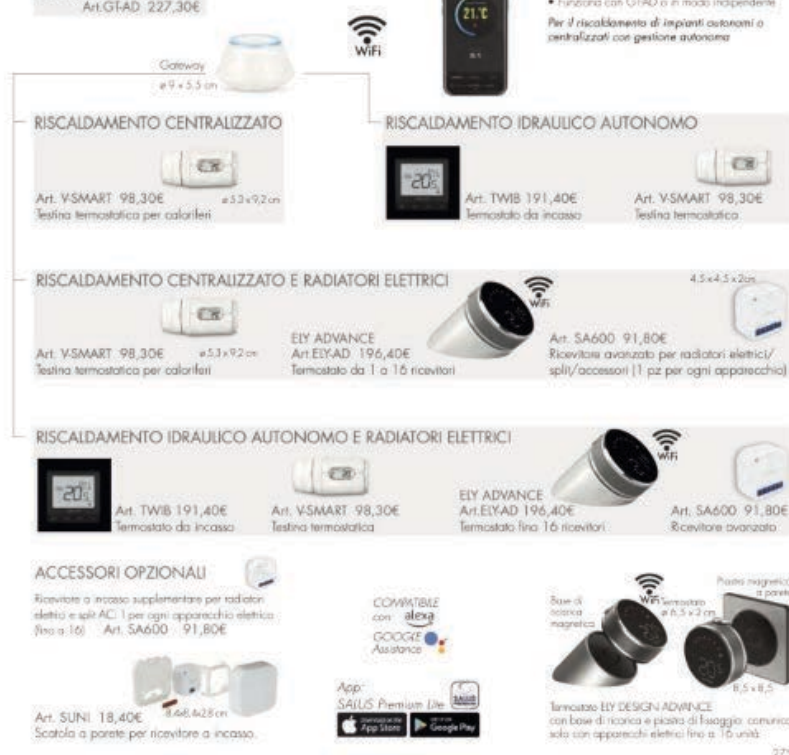 Art.GT-AD 227,30€
WiFi
21.°C
• Funziona con GT-AD o in modo indipendente
Per il riscaldamento di impianti autonomi o
centralizzati con gestione autonoma
Gateway
ø 9 x 5,5 cm
RISCALDAMENTO CENTRALIZZATO
Art. V-SMART 98,30€
ø 5,3 x 9,2 cm
Testina termostatica per caloriferi
RISCALDAMENTO IDRAULICO AUTONOMO
Art. TWIB 191,40€
Termostato da incasso
Art. V-SMART 98,30€
Testina termostatica
RISCALDAMENTO CENTRALIZZATO E RADIATORI ELETTRICI
Art. V-SMART 98,30€
ø 5,3 x 9,2 cm
Testina termostatica per caloriferi
ELY ADVANCE
Art.ELY-AD 196,40€
Termostato da 1 a 16 ricevitori
WiFi
4,5 x 4,5 x 2cm
Art. SA600 91,80€
Ricevitore avanzato per radiatori elettrici/
split/accessori (1 pz per ogni apparecchio)
RISCALDAMENTO IDRAULICO AUTONOMO E RADIATORI ELETTRICI
Art. TWIB 191,40€
Termostato da incasso
Art. V-SMART 98,30€
Testina termostatica
ELY ADVANCE
Art.ELY-AD 196,40€
Termostato fino 16 ricevitori
WiFi
Art. SA600 91,80€
Ricevitore avanzato
ACCESSORI OPZIONALI
Ricevitore a incasso supplementare per radiatori
elettrici e split AC. 1 per ogni apparecchio elettrico
(fino a 16) Art. SA600 91,80€
8,4x8,4x2,8 cm
Art. SUNI 18,40€
Scatola a parete per ricevitore a incasso.
COMPATIBILE
con alexa
GOOGLE
Assistance
App:
SALUS Premium Lite
SALUS
App Store
Google Play
Base di
ricarica
magnetica
WiFi
Termostato
ø 6,5 x 3 cm
Piastra magnetica
a parete
8,5 x 8,5
Termostato ELY DESIGN ADVANCE
con base di ricarica e piastra di fissaggio: comunica
solo con apparecchi elettrici fino a 16 unità